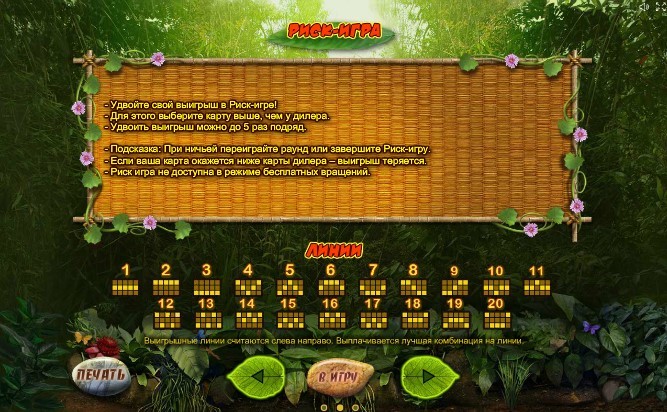 РИСК-ИГРА
- Удвойте свой выигрыш в Риск-игре!
- Для этого выберите карту выше, чем у дилера.
- Удвоить выигрыш можно до 5 раз подряд.
- Подсказка: При ничьей переиграйте раунд или завершите Риск-игру.
- Если ваша карта окажется ниже карты дилера – выигрыш теряется.
- Риск игра не доступна в режиме бесплатных вращений.
ЛИНИИ
1 2 3 4 5 6 7 8 9 10 11
12 13 14 15 16 17 18 19 20
Выигрышные линии считаются слева направо. Выплачивается лучшая комбинация на линии.
ПЕЧАТЬ В ИГРУ